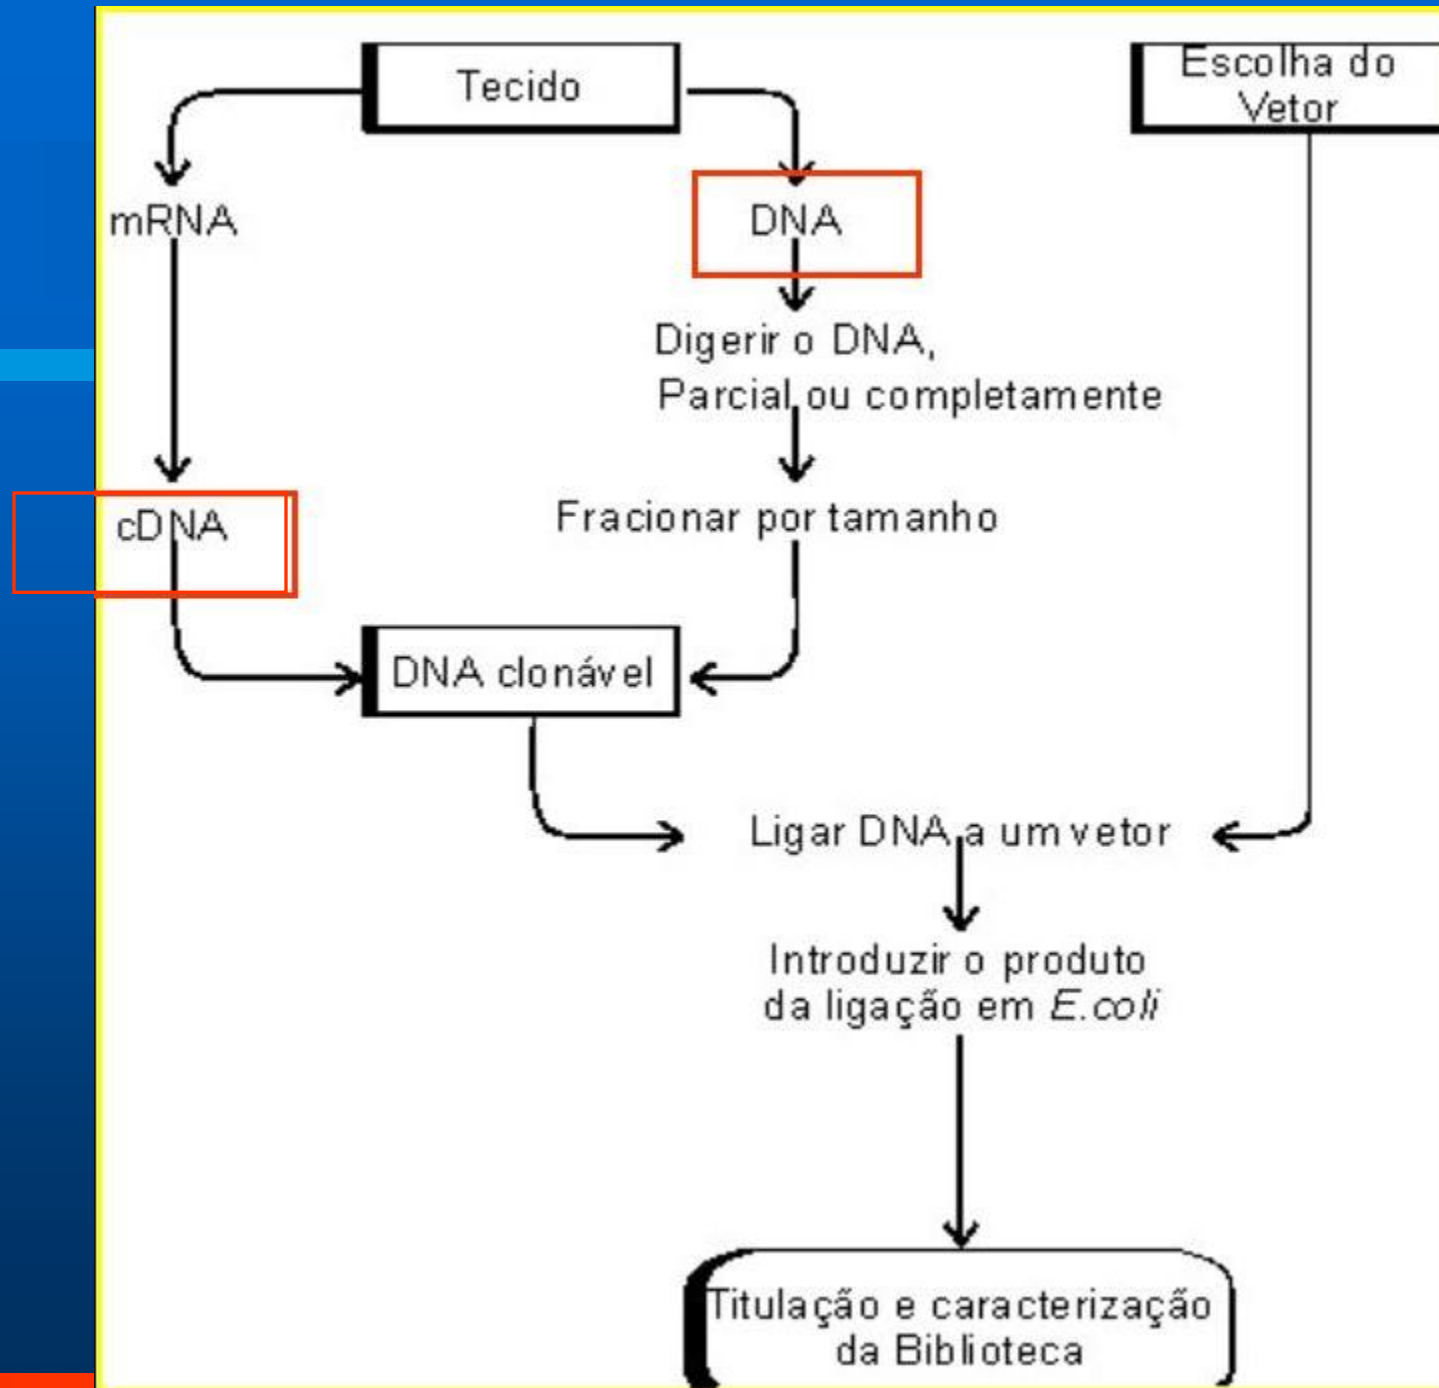 Tecido
Escolha do
Vetor
mRNA
DNA
Digerir o DNA,
Parcial ou completamente
cDNA
Fracionar por tamanho
DNA clonável
Ligar DNA a um vetor
Introduzir o produto
da ligação em E.coli
Titulação e caracterização
da Biblioteca